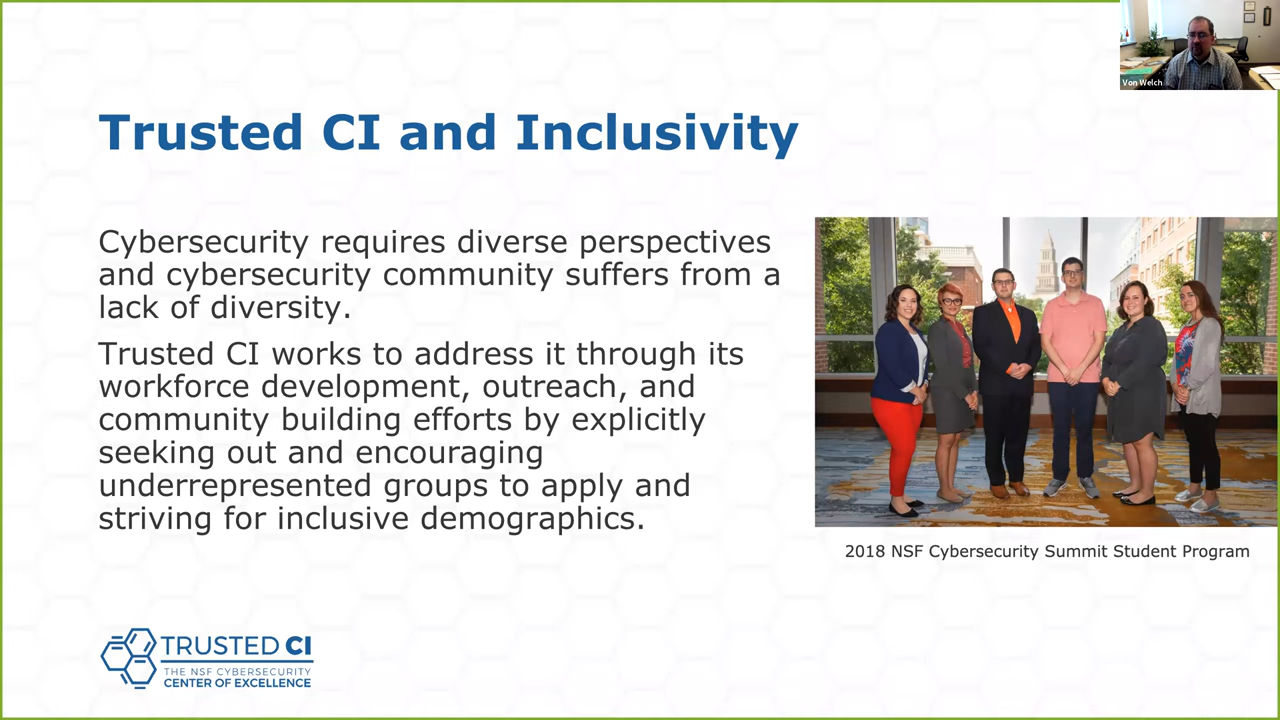 Von Welch
Trusted CI and Inclusivity
Cybersecurity requires diverse perspectives
and cybersecurity community suffers from a
lack of diversity.
Trusted CI works to address it through its
workforce development, outreach, and
community building efforts by explicitly
seeking out and encouraging
underrepresented groups to apply and
striving for inclusive demographics.
2018 NSF Cybersecurity Summit Student Program
TRUSTED CI
THE NSF CYBERSECURITY
CENTER OF EXCELLENCE